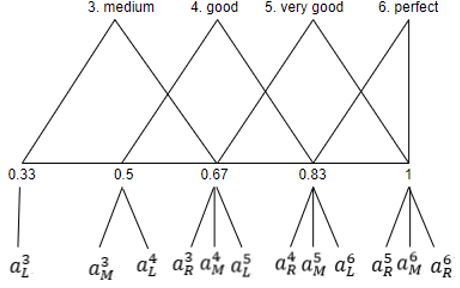 3. medium 4. good 5. very good 6. perfect
0.33 0.5 0.67 0.83 1
a_L^3 a_M^3 a_L^4 a_R^3 a_M^4 a_L^5 a_R^4 a_M^5 a_L^6 a_R^5 a_M^6 a_R^6